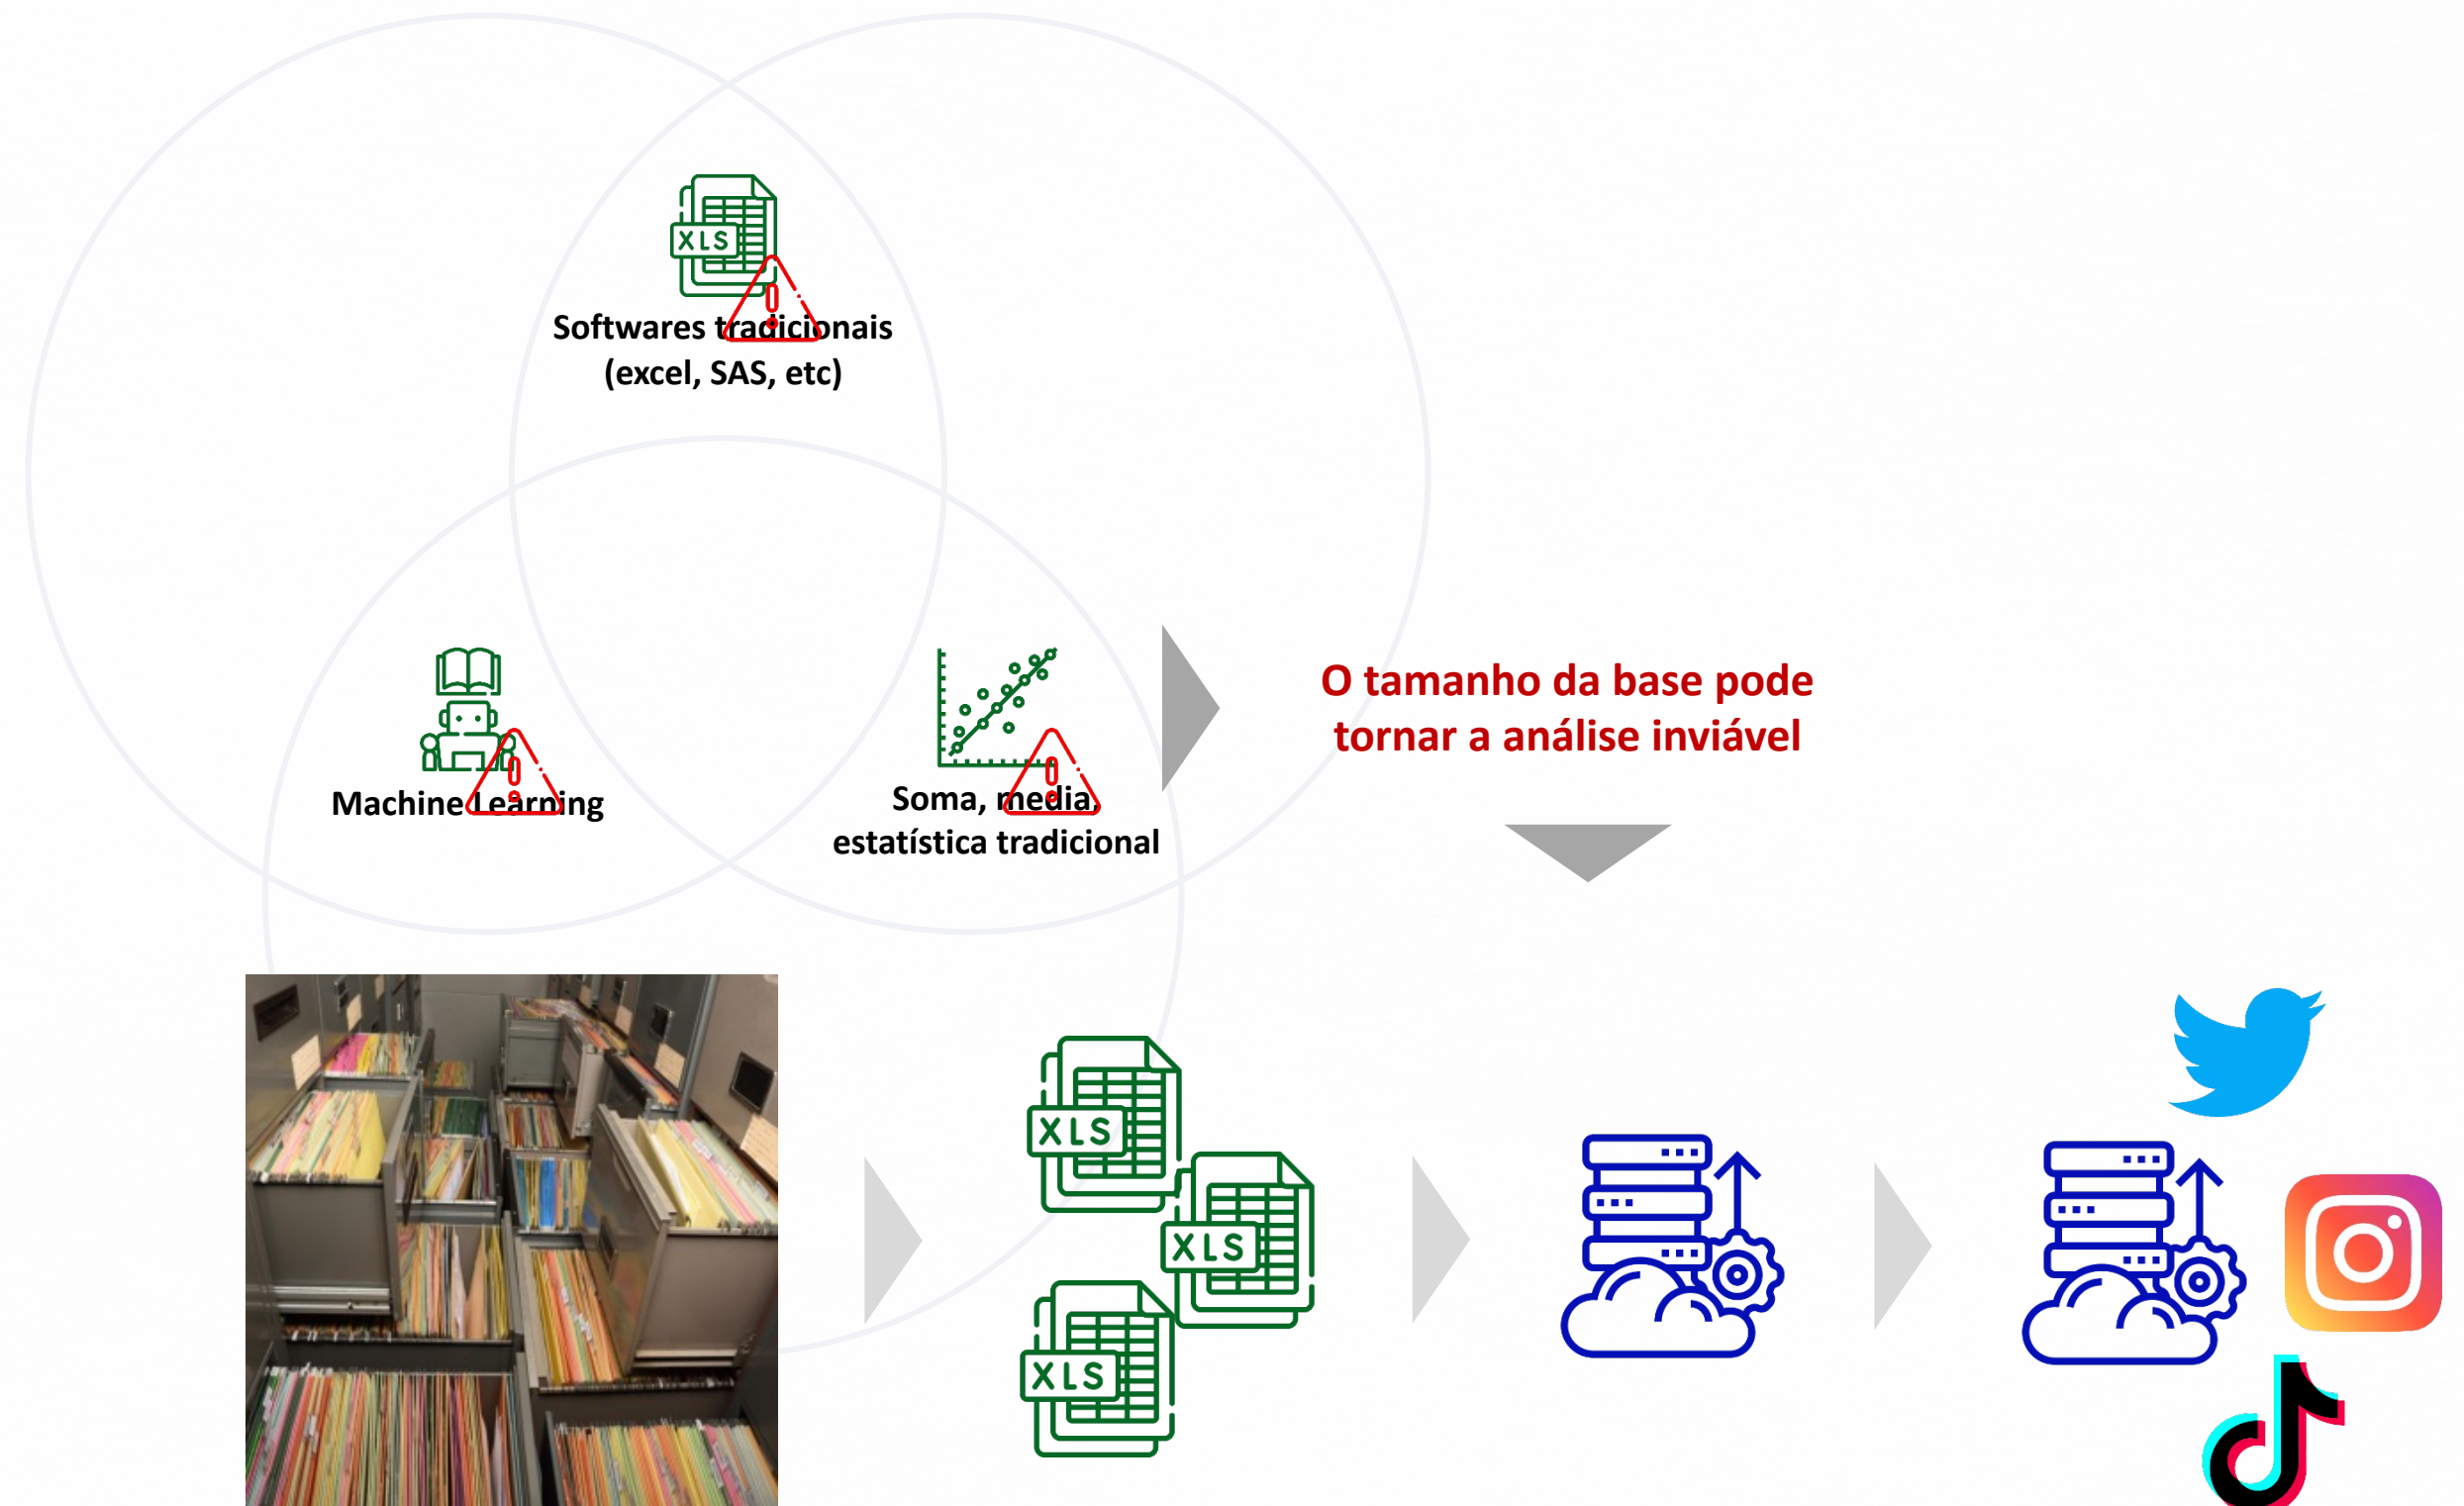 XLS
Softwares tradicionais
(excel, SAS, etc)
Machine Learning
Soma, media,
estatística tradicional
O tamanho da base pode
tornar a análise inviável
XLS
XLS
XLS